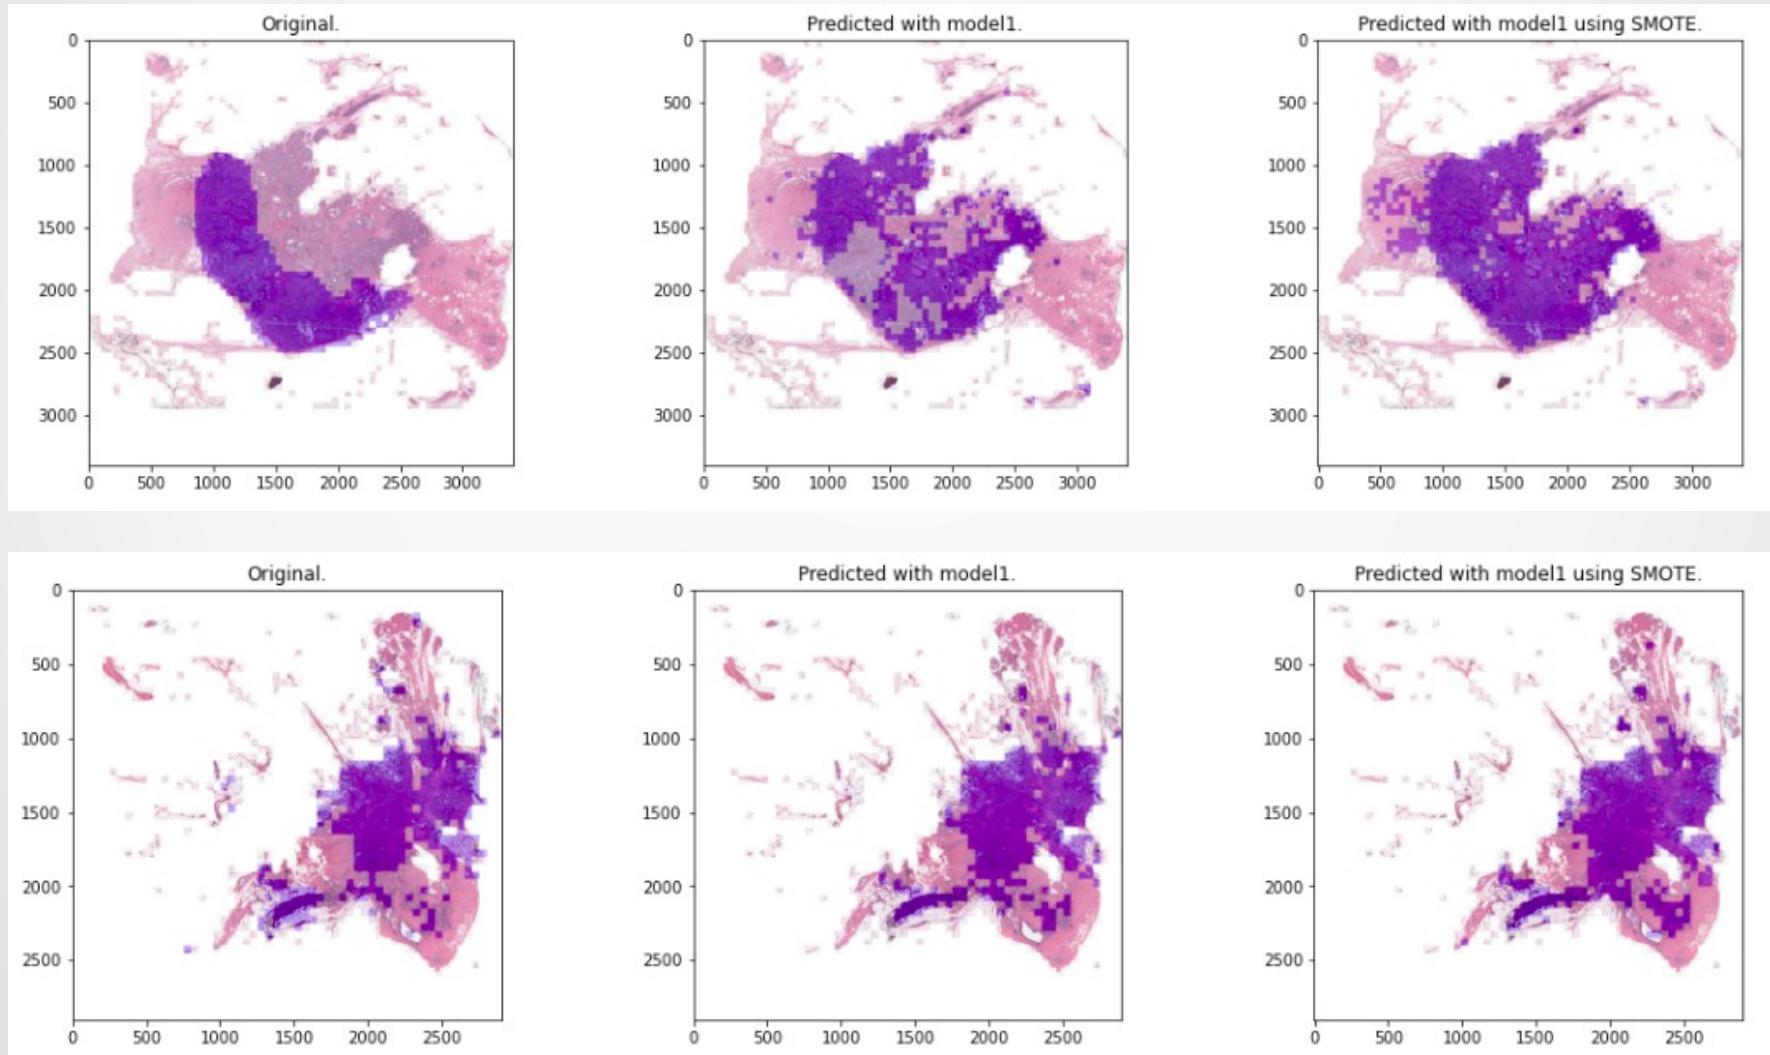 Original. Predicted with model1. Predicted with model1 using SMOTE.
0 0 0
500 500 500
1000 1000 1000
1500 1500 1500
2000 2000 2000
2500 2500 2500
3000 3000 3000
0 500 1000 1500 2000 2500 3000 0 500 1000 1500 2000 2500 3000 0 500 1000 1500 2000 2500 3000
Original. Predicted with model1. Predicted with model1 using SMOTE.
0 0 0
500 500 500
1000 1000 1000
1500 1500 1500
2000 2000 2000
2500 2500 2500
0 500 1000 1500 2000 2500 0 500 1000 1500 2000 2500 0 500 1000 1500 2000 2500